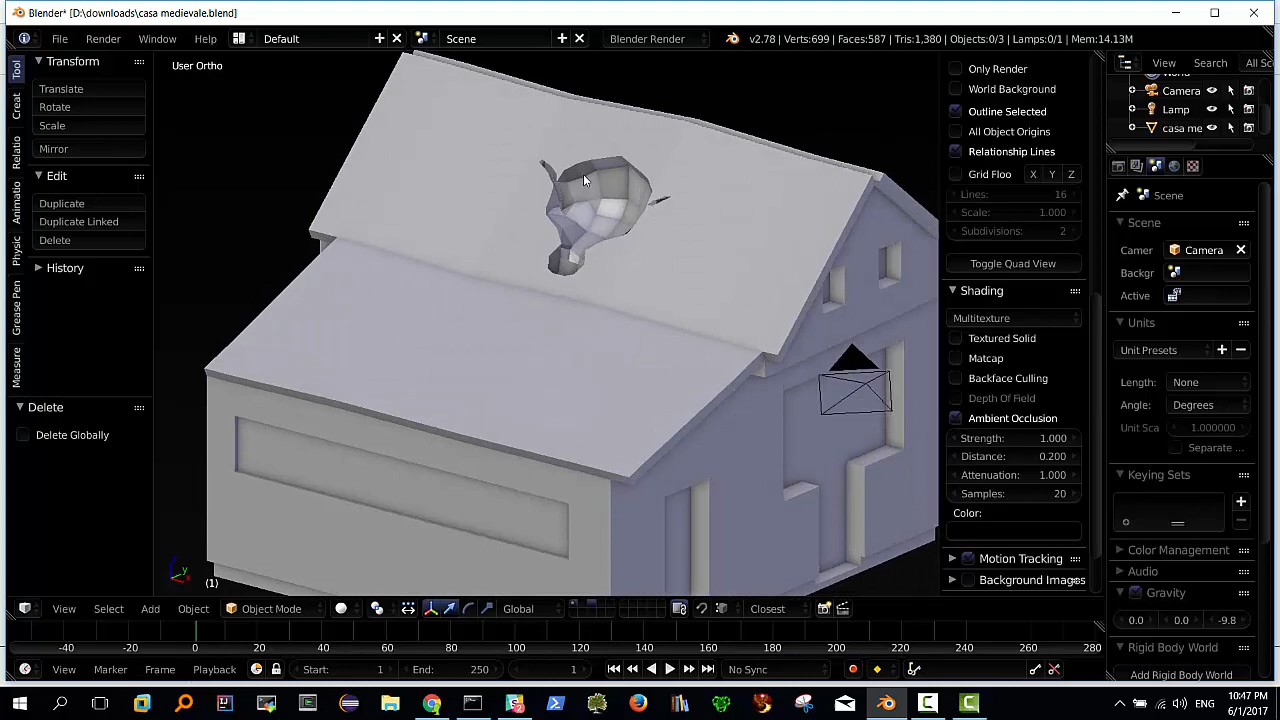 Blender* [D:\downloads\casa medievale.blend]
File Render Window Help Default Scene Blender Render v2.78 | Verts:699 | Faces:587 | Tris:1,380 | Objects:0/3 | Lamps:0/1 | Mem:14.13M
User Ortho
Tool
Creat
Relatio
Animatio
Physic
Grease Pen
Measure
Transform
Translate
Rotate
Scale
Mirror
Edit
Duplicate
Duplicate Linked
Delete
History
Delete
Delete Globally
(1)
Only Render
World Background
Outline Selected
All Object Origins
Relationship Lines
Grid Floo X Y Z
Lines: 16
Scale: 1.000
Subdivisions: 2
Toggle Quad View
Shading
Multitexture
Textured Solid
Matcap
Backface Culling
Depth Of Field
Ambient Occlusion
Strength: 1.000
Distance: 0.200
Attenuation: 1.000
Samples: 20
Color:
Motion Tracking
Background Images
View Search All Sc
World
Camera
Lamp
casa me
Scene
Scene
Camer Camera
Backgr
Active
Units
Unit Presets
Length: None
Angle: Degrees
Unit Sca 1.000000
Separate ...
Keying Sets
Color Management
Audio
Gravity
0.0 0.0 -9.8
Rigid Body World
Add Rigid Body World
View Select Add Object Object Mode Global Closest
-40 -20 0 20 40 60 80 100 120 140 160 180 200 220 240 260 280
View Marker Frame Playback Start: 1 End: 250 1 No Sync
ENG
10:47 PM
6/1/2017